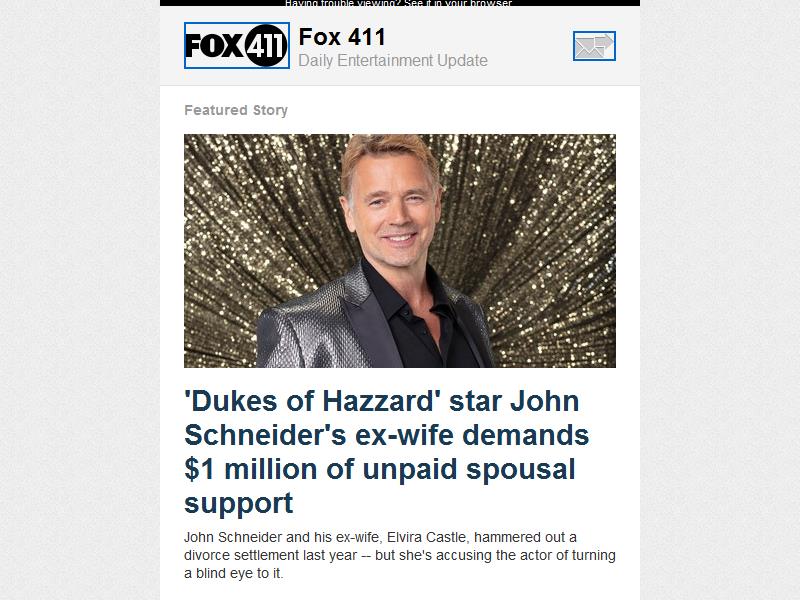 Having trouble viewing? See it in your browser
FOX 411
Fox 411
Daily Entertainment Update
Featured Story
'Dukes of Hazzard' star John
Schneider's ex-wife demands
$1 million of unpaid spousal
support
John Schneider and his ex-wife, Elvira Castle, hammered out a
divorce settlement last year -- but she's accusing the actor of turning
a blind eye to it.